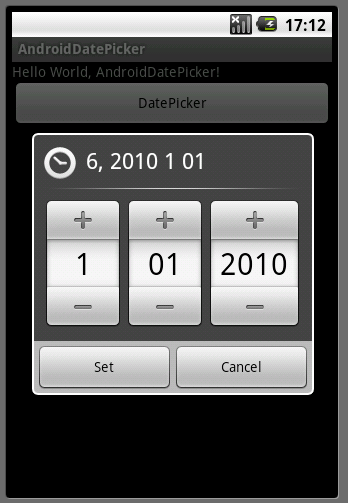 17:12
AndroidDatePicker
Hello World, AndroidDatePicker!
DatePicker
6, 2010 1 01
+ + +
1 01 2010
− − −
Set Cancel